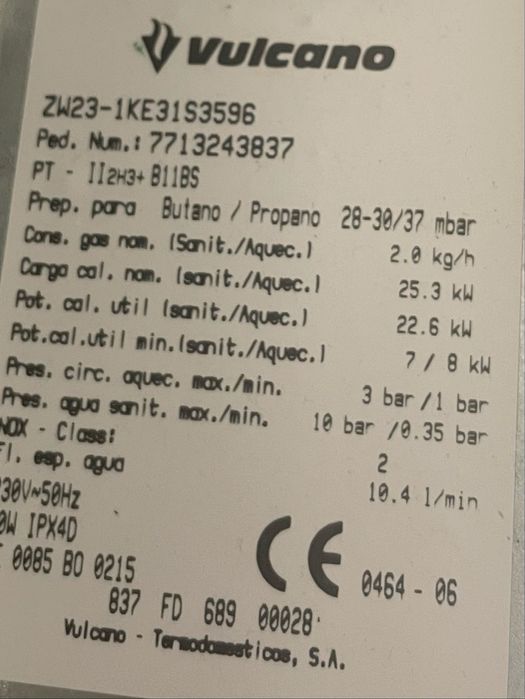 Vulcano
ZW23-1KE31S3596
Ped. Num.: 7713243837
PT - II2H3+ B11BS
Prep. para Butano / Propano 28-30/37 mbar
Cons. gas nom. (Sanit./Aquec.) 2.0 kg/h
Carga cal. nom. (sanit./Aquec.) 25.3 kW
Pot. cal. util (sanit./Aquec.) 22.6 kW
Pot.cal.util min.(sanit./Aquec.) 7 / 8 kW
Pres. circ. aquec. max./min. 3 bar /1 bar
Pres. agua sanit. max./min. 10 bar /0.35 bar
NOX - Class: 2
esp. agua 10.4 l/min
30V~50Hz
0W IPX4D
0085 BO 0215
CE 0464 - 06
837 FD 689 00028
Vulcano - Termodomesticos, S.A.